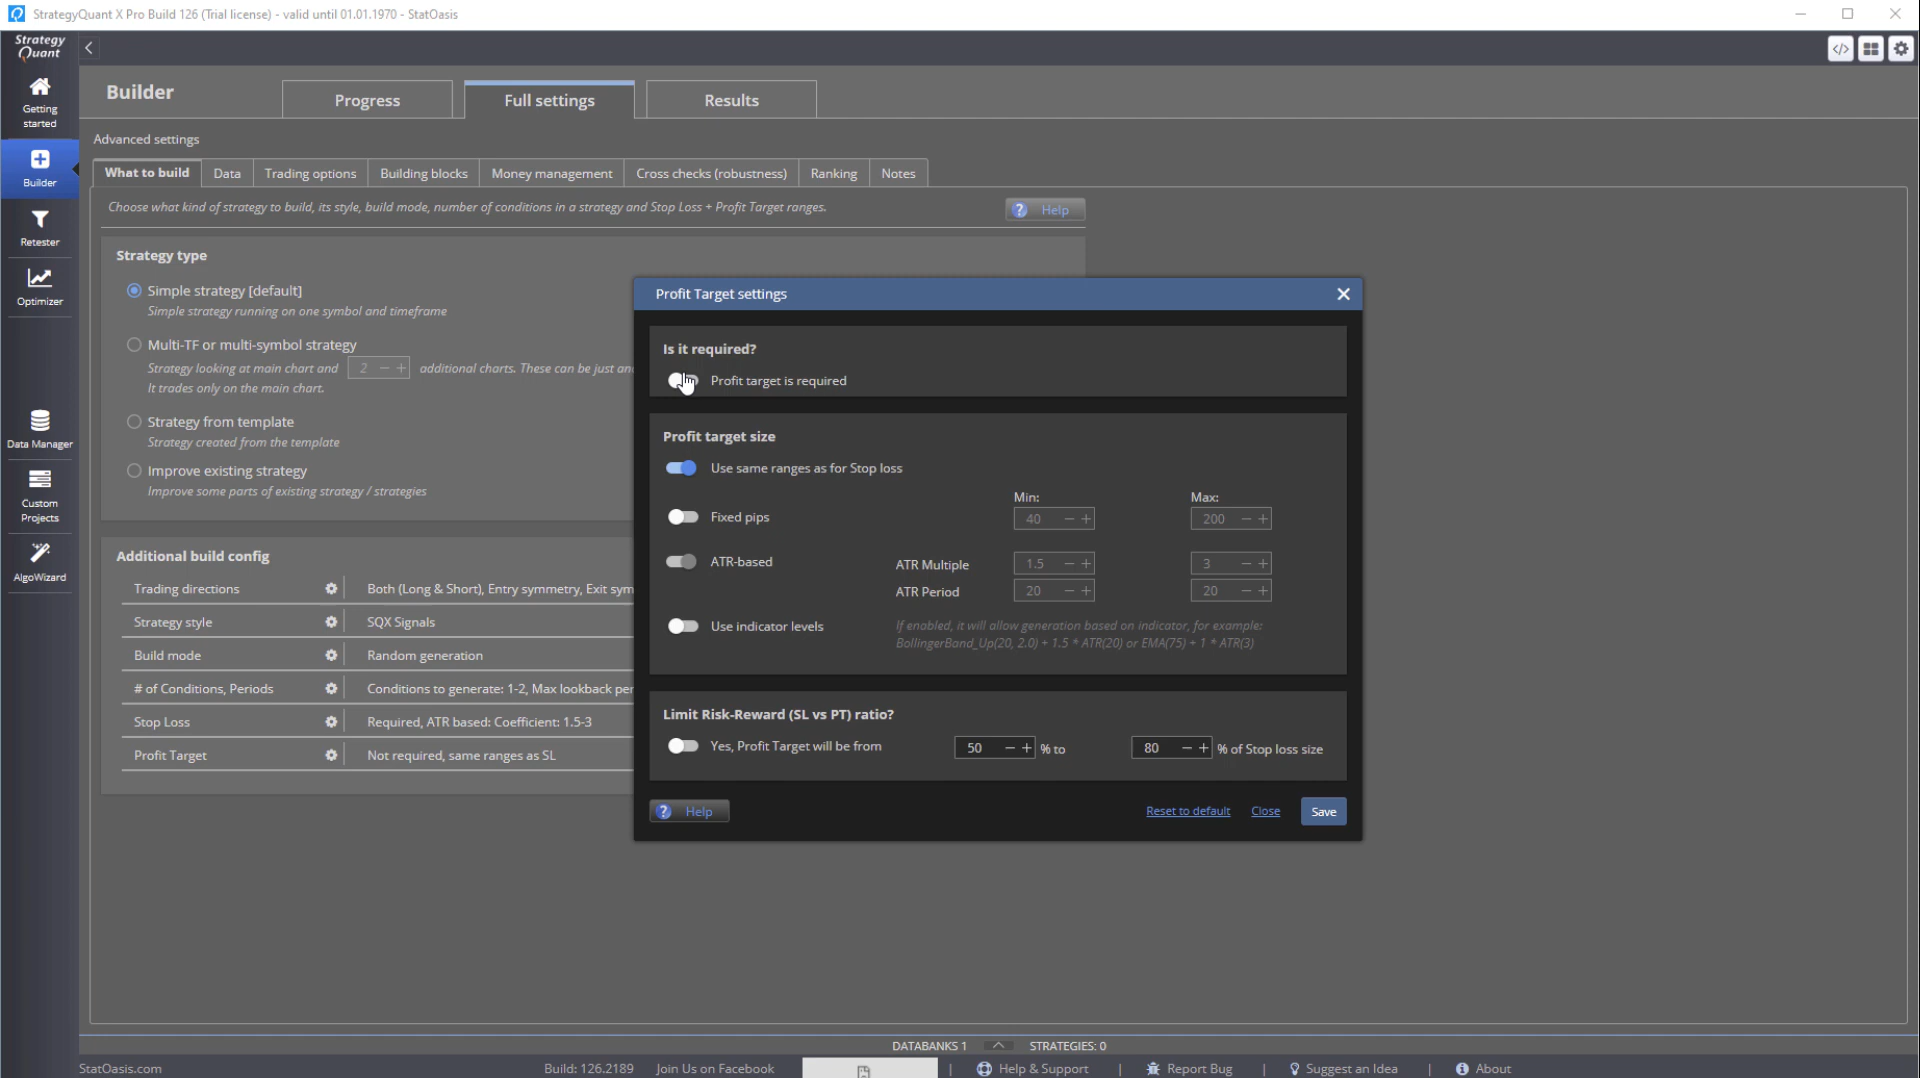 StrategyQuant X Pro Build 126 (Trial license) - valid until 01.01.1970 - StatOasis
Strategy
Quant
Getting
started
Builder
Retester
Optimizer
Data Manager
Custom
Projects
AlgoWizard
Builder
Progress
Full settings
Results
Advanced settings
What to build
Data
Trading options
Building blocks
Money management
Cross checks (robustness)
Ranking
Notes
Choose what kind of strategy to build, its style, build mode, number of conditions in a strategy and Stop Loss + Profit Target ranges.
? Help
Strategy type
Simple strategy [default]
Simple strategy running on one symbol and timeframe
Multi-TF or multi-symbol strategy
Strategy looking at main chart and 2 - + additional charts. These can be just an
It trades only on the main chart.
Strategy from template
Strategy created from the template
Improve existing strategy
Improve some parts of existing strategy / strategies
Additional build config
Trading directions Both (Long & Short), Entry symmetry, Exit sym
Strategy style SQX Signals
Build mode Random generation
# of Conditions, Periods Conditions to generate: 1-2, Max lookback per
Stop Loss Required, ATR based: Coefficient: 1.5-3
Profit Target Not required, same ranges as SL
Profit Target settings
Is it required?
Profit target is required
Profit target size
Use same ranges as for Stop loss
Min: Max:
Fixed pips 40 - + 200 - +
ATR-based ATR Multiple 1.5 - + 3 - +
ATR Period 20 - + 20 - +
Use indicator levels If enabled, it will allow generation based on indicator, for example:
BollingerBand_Up(20, 2.0) + 1.5 * ATR(20) or EMA(75) + 1 * ATR(3)
Limit Risk-Reward (SL vs PT) ratio?
Yes, Profit Target will be from 50 - + % to 80 - + % of Stop loss size
? Help Reset to default Close Save
DATABANKS 1 STRATEGIES: 0
StatOasis.com Build: 126.2189 Join Us on Facebook | Help & Support | Report Bug | Suggest an Idea | About